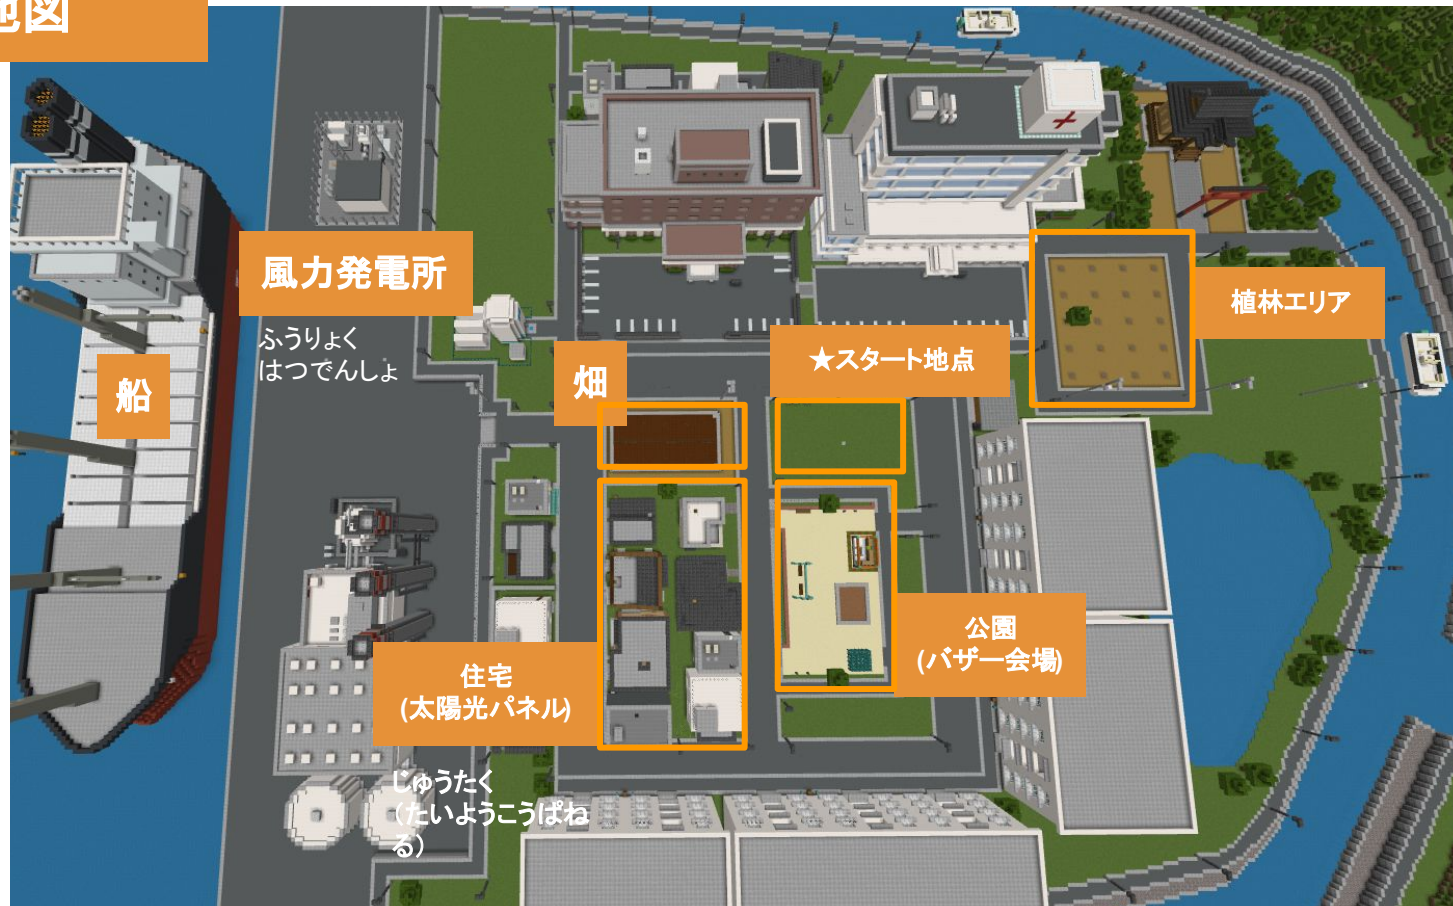 地図
風力発電所
ふうりょく
はつでんしょ
船
畑
★スタート地点
植林エリア
公園
(バザー会場)
住宅
(太陽光パネル)
じゅうたく
（たいようこうぱね
る）